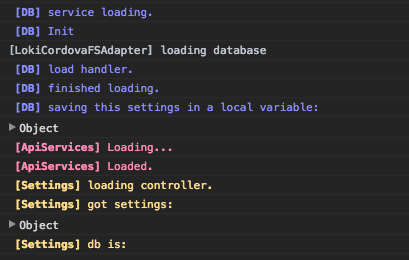 [DB] service loading.
[DB] Init
[LokiCordovaFSAdapter] loading database
[DB] load handler.
[DB] finished loading.
[DB] saving this settings in a local variable:
Object
[ApiServices] Loading...
[ApiServices] Loaded.
[Settings] loading controller.
[Settings] got settings:
Object
[Settings] db is: